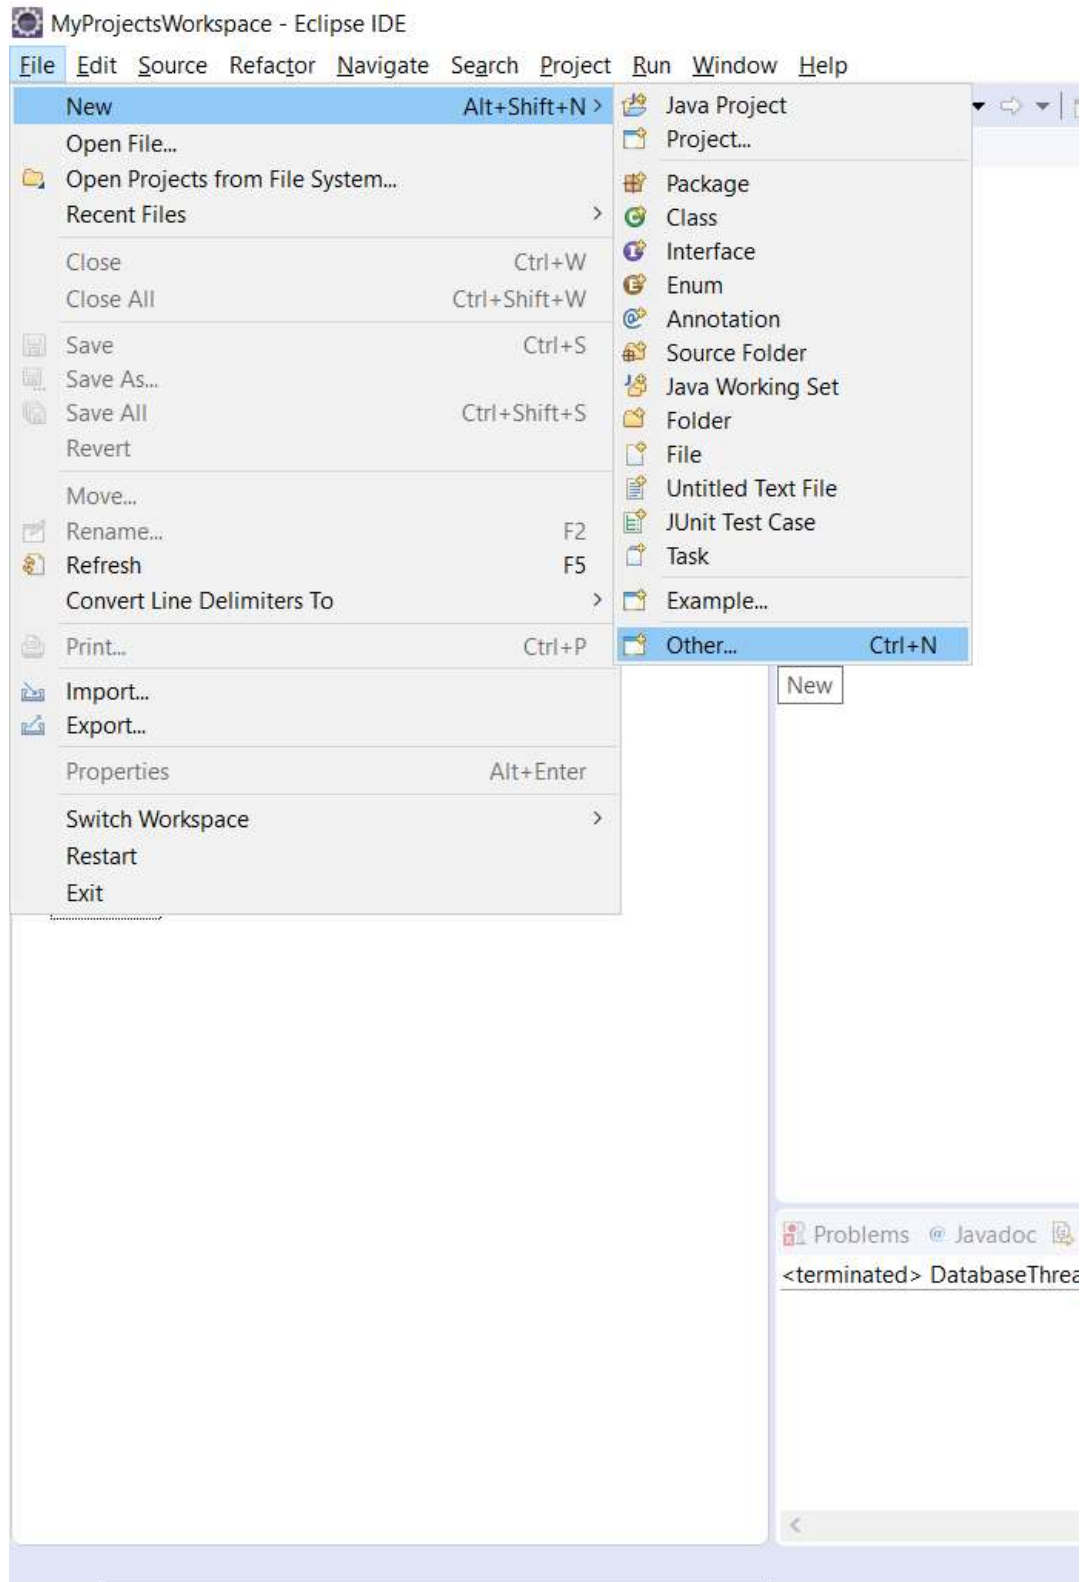 MyProjectsWorkspace - Eclipse IDE
File Edit Source Refactor Navigate Search Project Run Window Help
New Alt+Shift+N >
Open File...
Open Projects from File System...
Recent Files >
Close Ctrl+W
Close All Ctrl+Shift+W
Save Ctrl+S
Save As...
Save All Ctrl+Shift+S
Revert
Move...
Rename... F2
Refresh F5
Convert Line Delimiters To >
Print... Ctrl+P
Import...
Export...
Properties Alt+Enter
Switch Workspace >
Restart
Exit
Java Project
Project...
Package
Class
Interface
Enum
Annotation
Source Folder
Java Working Set
Folder
File
Untitled Text File
JUnit Test Case
Task
Example...
Other... Ctrl+N
New
Problems @ Javadoc
<terminated> DatabaseThrea